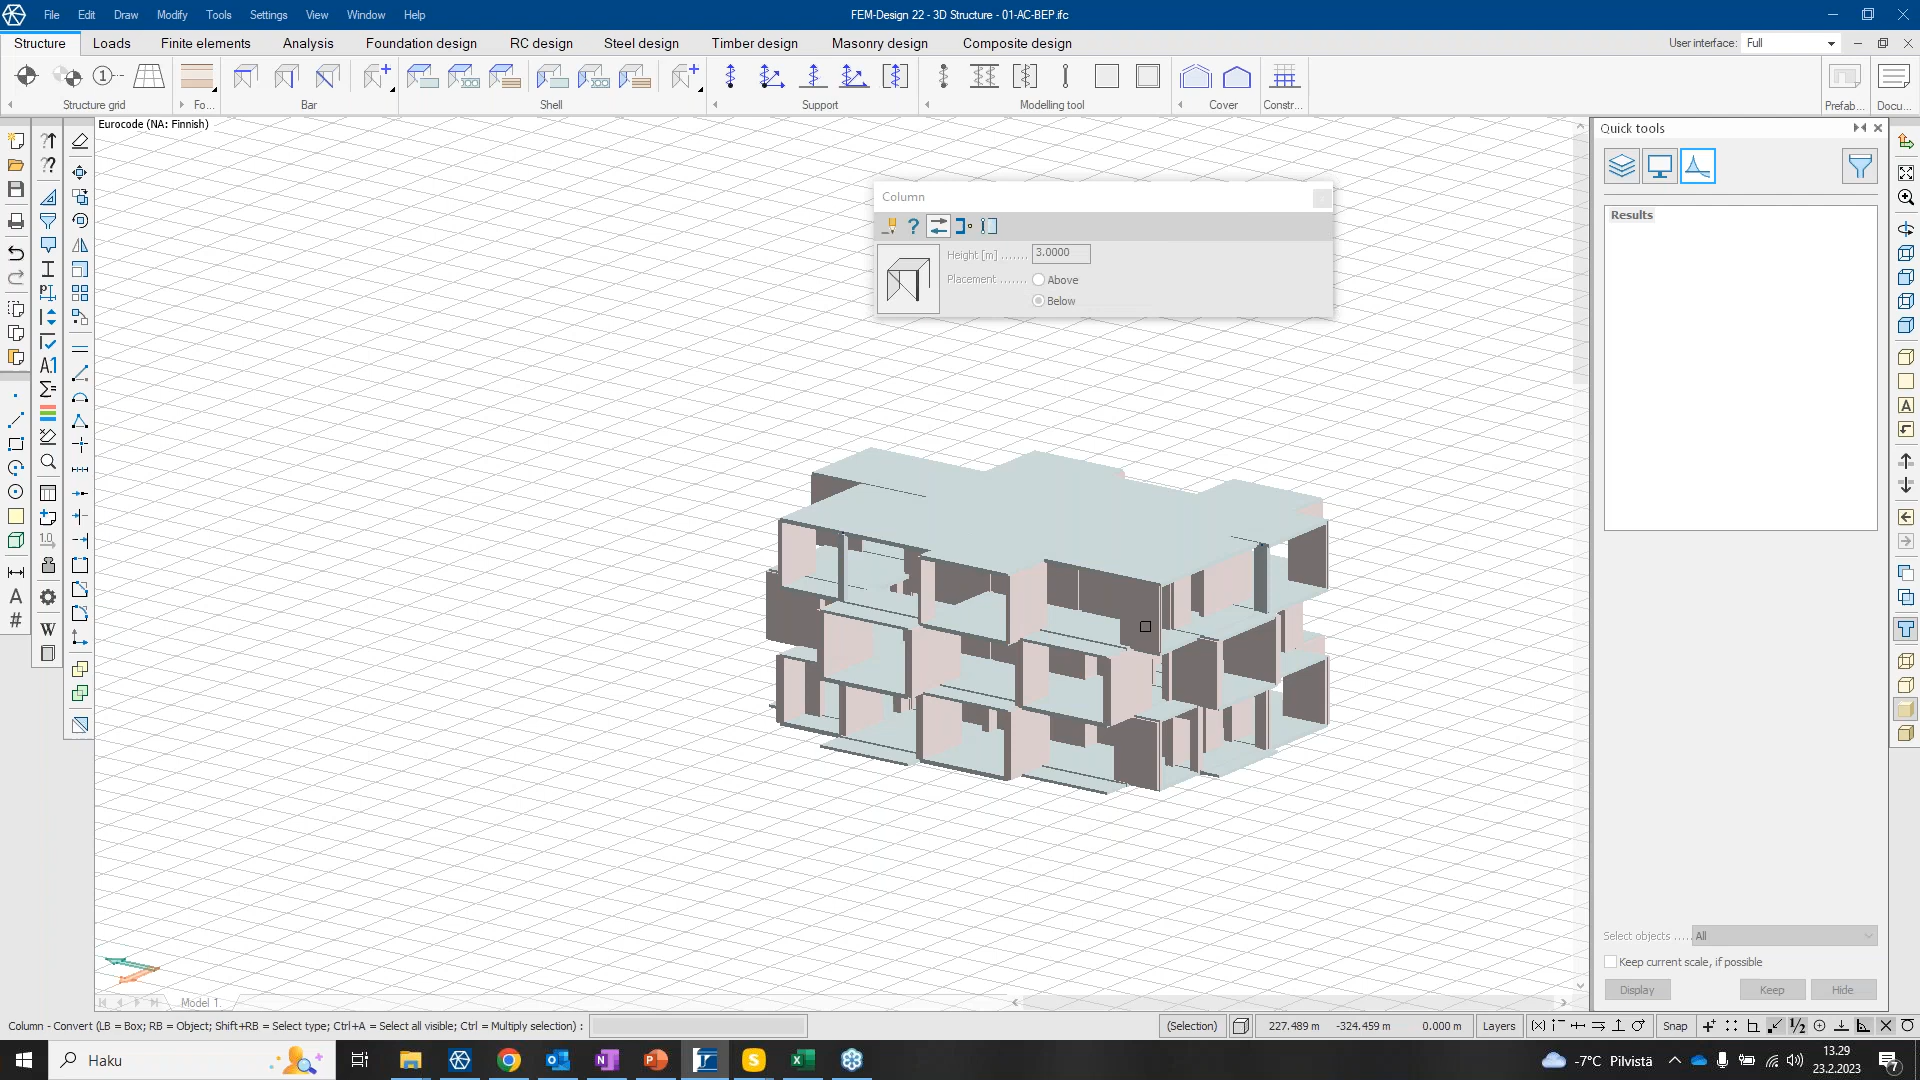 File Edit Draw Modify Tools Settings View Window Help
FEM-Design 22 - 3D Structure - 01-AC-BEP.ifc
Structure Loads Finite elements Analysis Foundation design RC design Steel design Timber design Masonry design Composite design
User interface: Full
Structure grid Fo... Bar Shell Support Modelling tool Cover Constr... Prefab... Docu...
Eurocode (NA: Finnish)
Quick tools
Column
Height [m] ...... 3.0000
Placement ...... Above
Below
Results
Select objects ..... All
Keep current scale, if possible
Display Keep Hide
Model 1
Column - Convert (LB = Box; RB = Object; Shift+RB = Select type; Ctrl+A = Select all visible; Ctrl = Multiply selection) :
(Selection) 227.489 m -324.459 m 0.000 m Layers Snap
Haku
-7°C Pilvistä
13.29
23.2.2023
7